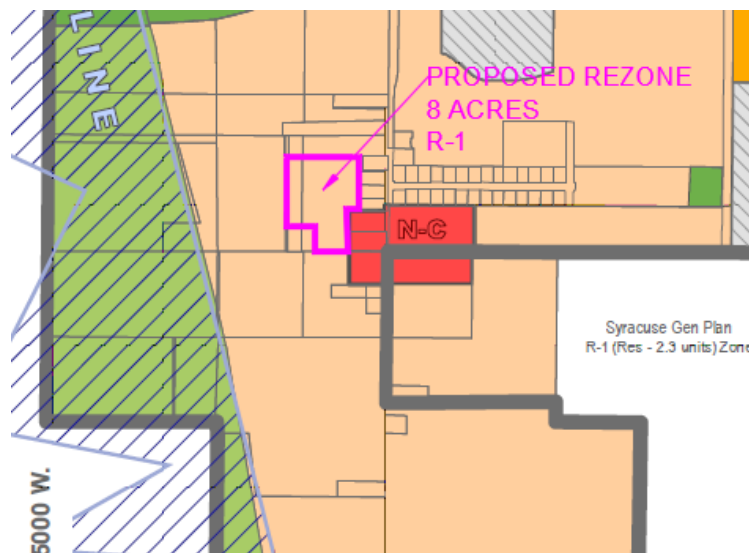 LINE
PROPOSED REZONE
8 ACRES
R-1
N-C
Syracuse Gen Plan
R-1 (Res - 2.3 units) Zone
5000 W.